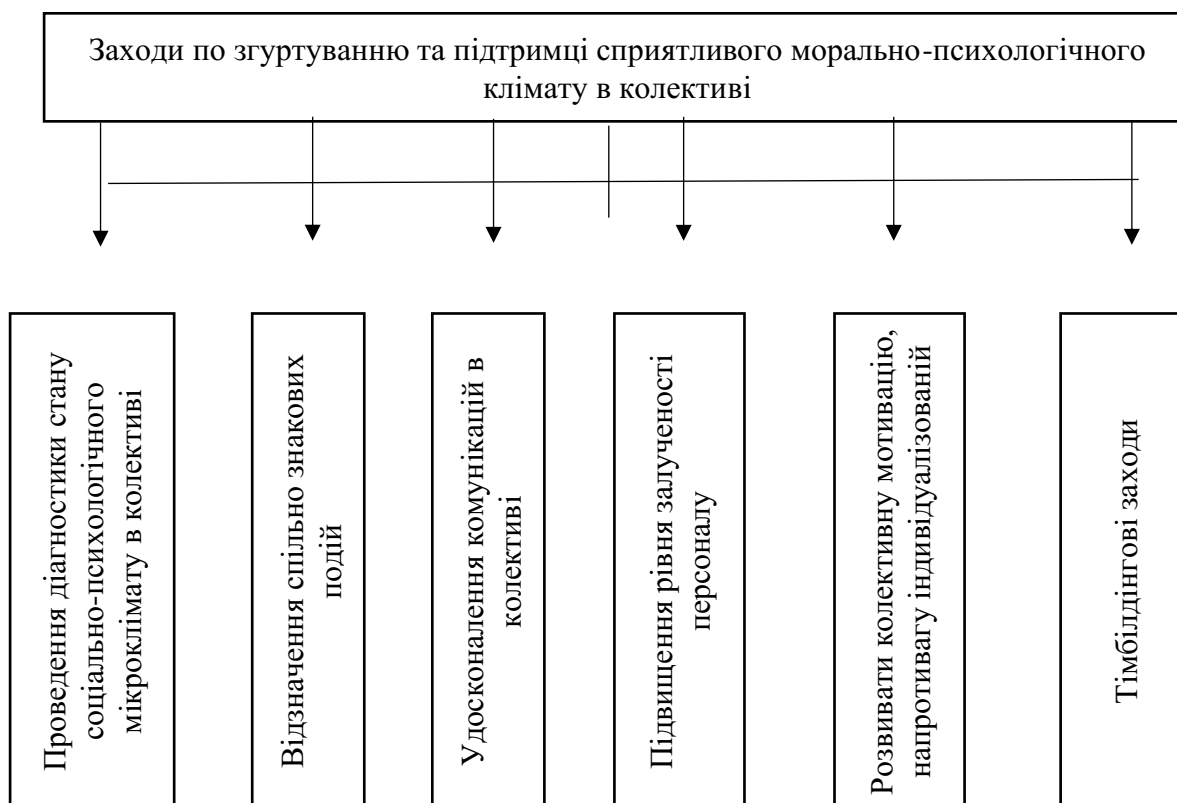 Заходи по згуртуванню та підтримці сприятливого морально-психологічного
клімату в колективі
Проведення діагностики стану
соціально-психологічного
мікроклімату в колективі
Відзначення спільно знакових
подій
Удосконалення комунікацій в
колективі
Підвищення рівня залученості
персоналу
Розвивати колективну мотивацію,
напротивагу індивідуалізованій
Тімбілдінгові заходи